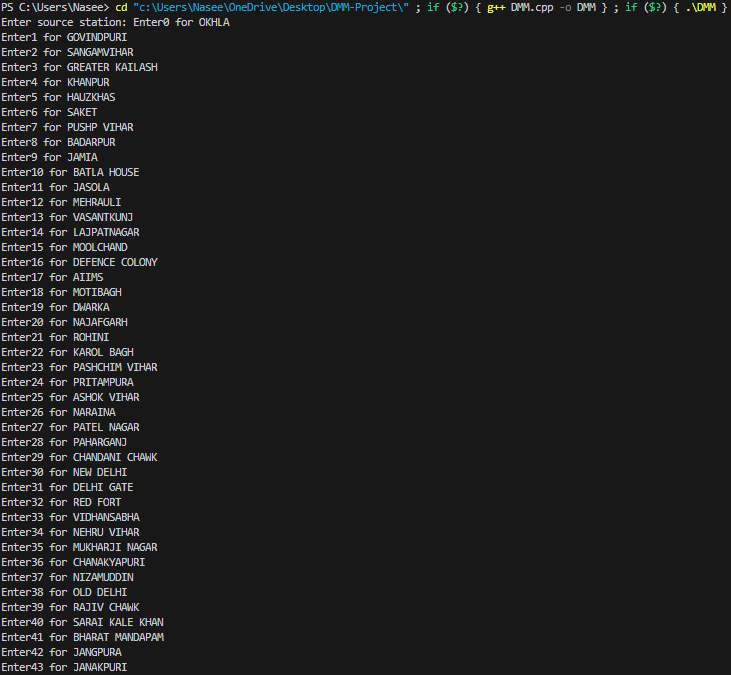 PS C:\Users\Nasee> cd "c:\Users\Nasee\OneDrive\Desktop\DMM-Project\" ; if ($?) { g++ DMM.cpp -o DMM } ; if ($?) { .\DMM }
Enter source station: Enter0 for OKHLA
Enter1 for GOVINDPURI
Enter2 for SANGAMVIHAR
Enter3 for GREATER KAILASH
Enter4 for KHANPUR
Enter5 for HAUZKHAS
Enter6 for SAKET
Enter7 for PUSHP VIHAR
Enter8 for BADARPUR
Enter9 for JAMIA
Enter10 for BATLA HOUSE
Enter11 for JASOLA
Enter12 for MEHRAULI
Enter13 for VASANTKUNJ
Enter14 for LAJPATNAGAR
Enter15 for MOOLCHAND
Enter16 for DEFENCE COLONY
Enter17 for AIIMS
Enter18 for MOTIBAGH
Enter19 for DWARKA
Enter20 for NAJAFGARH
Enter21 for ROHINI
Enter22 for KAROL BAGH
Enter23 for PASHCHIM VIHAR
Enter24 for PRITAMPURA
Enter25 for ASHOK VIHAR
Enter26 for NARAINA
Enter27 for PATEL NAGAR
Enter28 for PAHARGANJ
Enter29 for CHANDANI CHAWK
Enter30 for NEW DELHI
Enter31 for DELHI GATE
Enter32 for RED FORT
Enter33 for VIDHANSABHA
Enter34 for NEHRU VIHAR
Enter35 for MUKHARJI NAGAR
Enter36 for CHANAKYAPURI
Enter37 for NIZAMUDDIN
Enter38 for OLD DELHI
Enter39 for RAJIV CHAWK
Enter40 for SARAI KALE KHAN
Enter41 for BHARAT MANDAPAM
Enter42 for JANGPURA
Enter43 for JANAKPURI